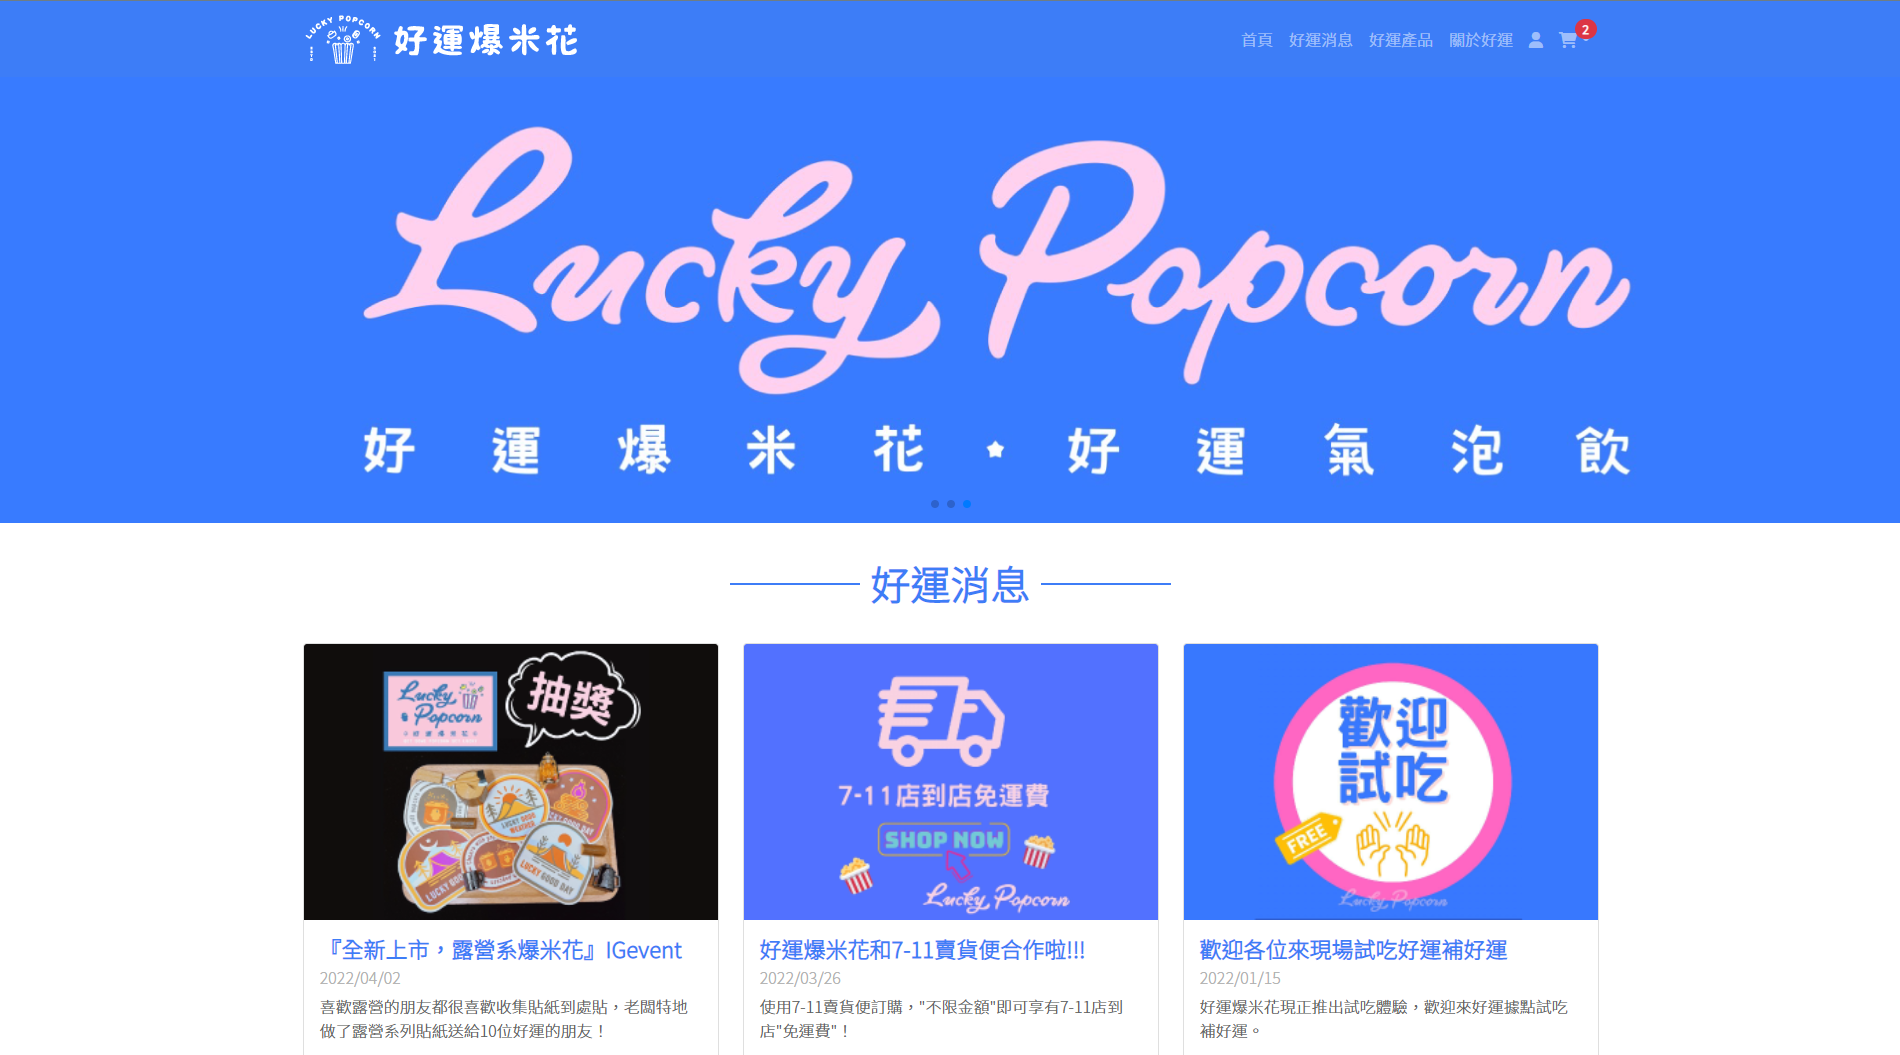 LUCKY POPCORN
好運爆米花
首頁 好運消息 好運產品 關於好運 2
Lucky Popcorn
好運爆米花★好運氣泡飲
好運消息
Lucky Popcorn
好運爆米花
抽獎
LUCKY GOOD WEATHER
LUCKY GOOD DAY
『全新上市，露營系爆米花』IGevent
2022/04/02
喜歡露營的朋友都很喜歡收集貼紙到處貼，老闆特地
做了露營系列貼紙送給10位好運的朋友！
7-11店到店免運費
SHOP NOW
Lucky Popcorn
好運爆米花和7-11賣貨便合作啦!!!
2022/03/26
使用7-11賣貨便訂購，"不限金額"即可享有7-11店到
店"免運費"！
歡迎
試吃
FREE
Lucky Popcorn
歡迎各位來現場試吃好運補好運
2022/01/15
好運爆米花現正推出試吃體驗，歡迎來好運據點試吃
補好運。